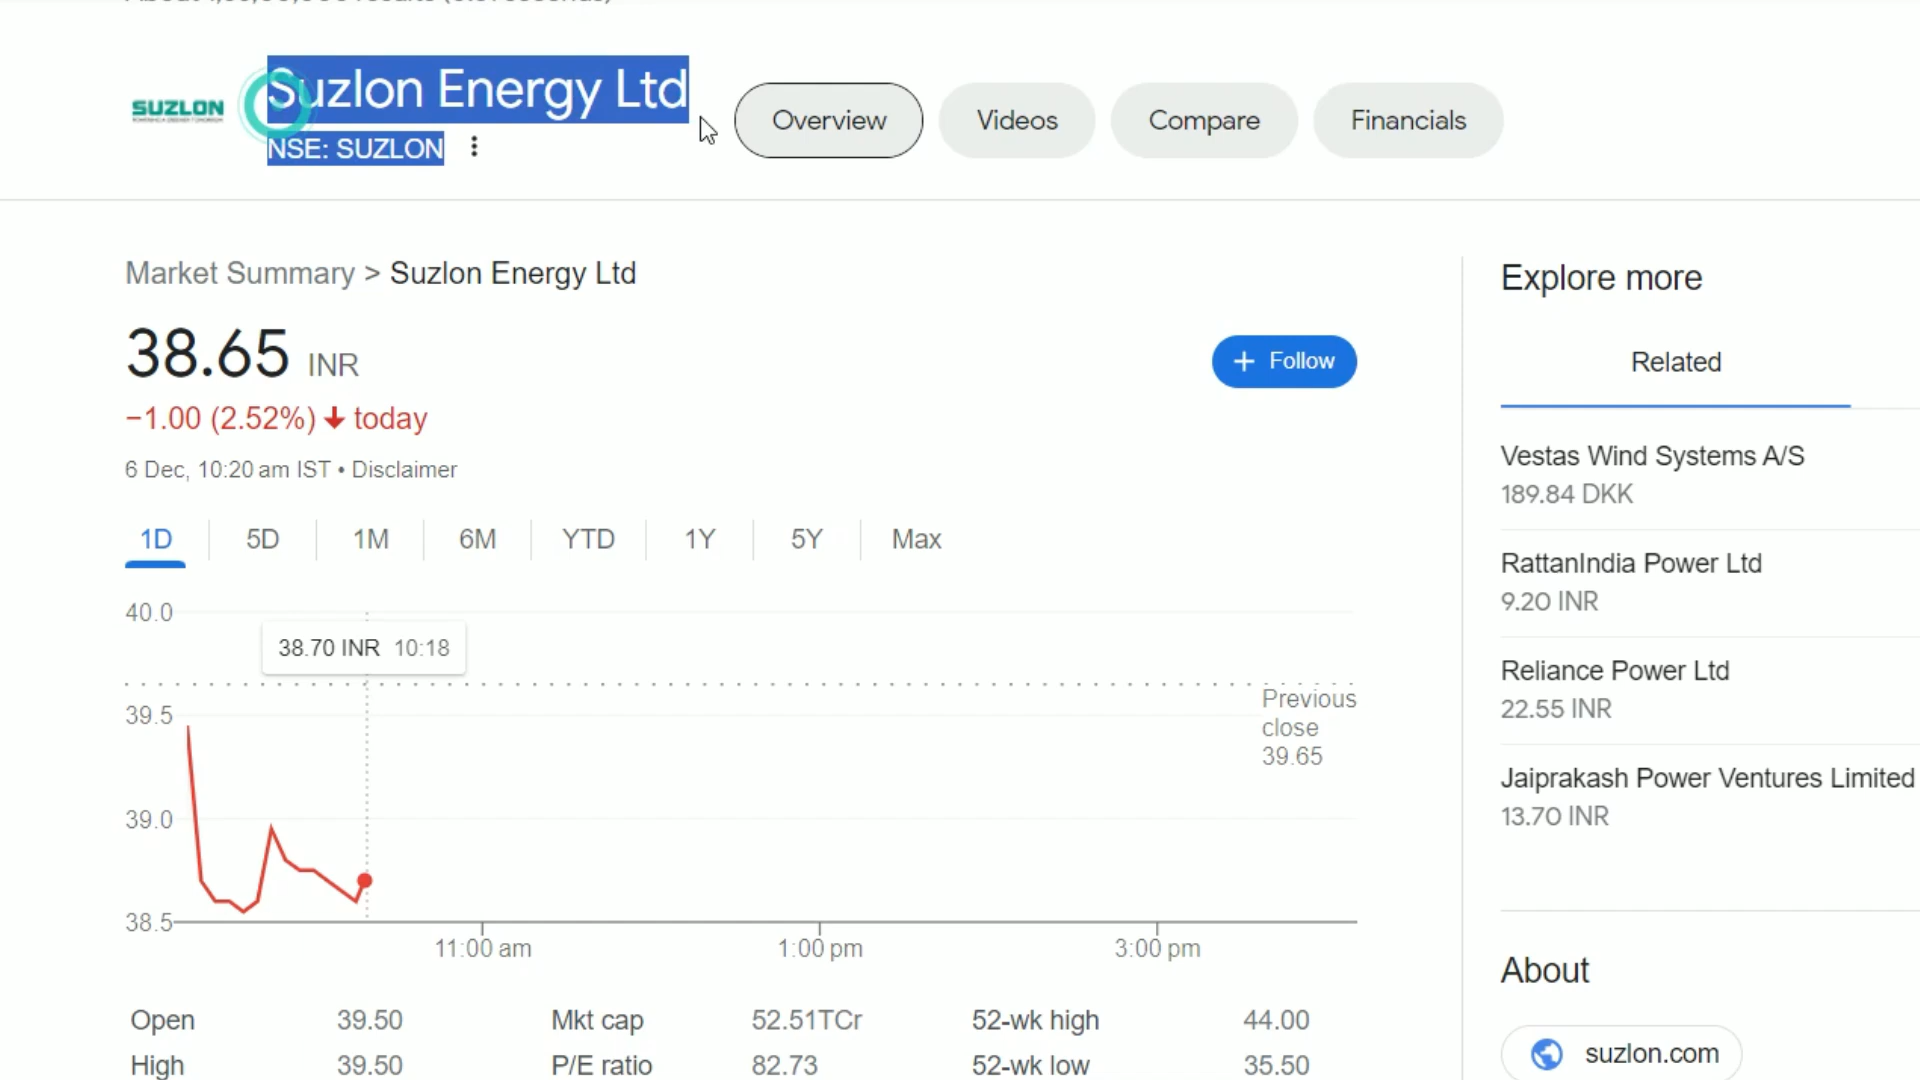 SUZLON
Suzlon Energy Ltd
NSE: SUZLON
Overview
Videos
Compare
Financials
Market Summary > Suzlon Energy Ltd
38.65 INR
+ Follow
−1.00 (2.52%) ↓ today
6 Dec, 10:20 am IST • Disclaimer
1D 5D 1M 6M YTD 1Y 5Y Max
40.0
38.70 INR 10:18
39.5
Previous
close
39.65
39.0
38.5
11:00 am 1:00 pm 3:00 pm
Open 39.50 Mkt cap 52.51TCr 52-wk high 44.00
High 39.50 P/E ratio 82.73 52-wk low 35.50
Explore more
Related
Vestas Wind Systems A/S
189.84 DKK
RattanIndia Power Ltd
9.20 INR
Reliance Power Ltd
22.55 INR
Jaiprakash Power Ventures Limited
13.70 INR
About
suzlon.com